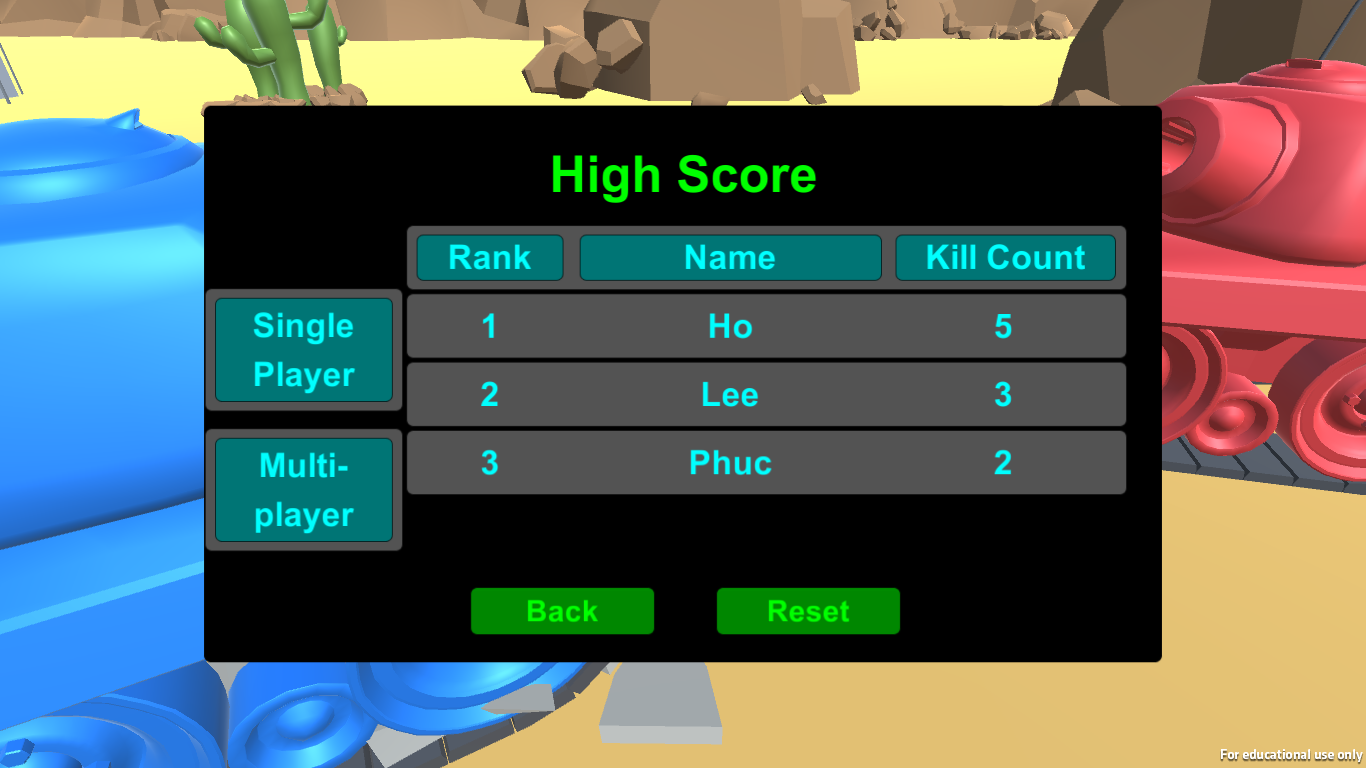 High Score
Rank Name Kill Count
Single
Player
1 Ho 5
2 Lee 3
3 Phuc 2
Multi-
player
Back Reset
For educational use only